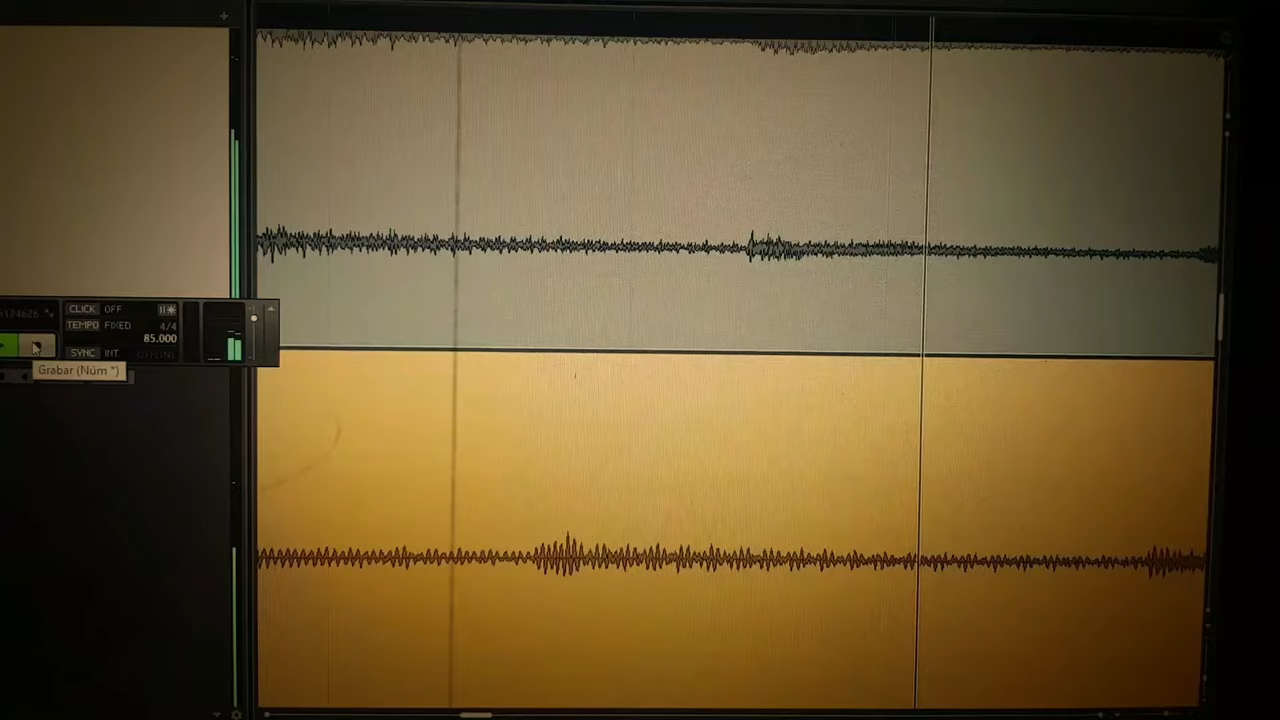 CLICK OFF
TEMPO FIXED 4/4
85.000
SYNC INT.
Grabar (Núm *)